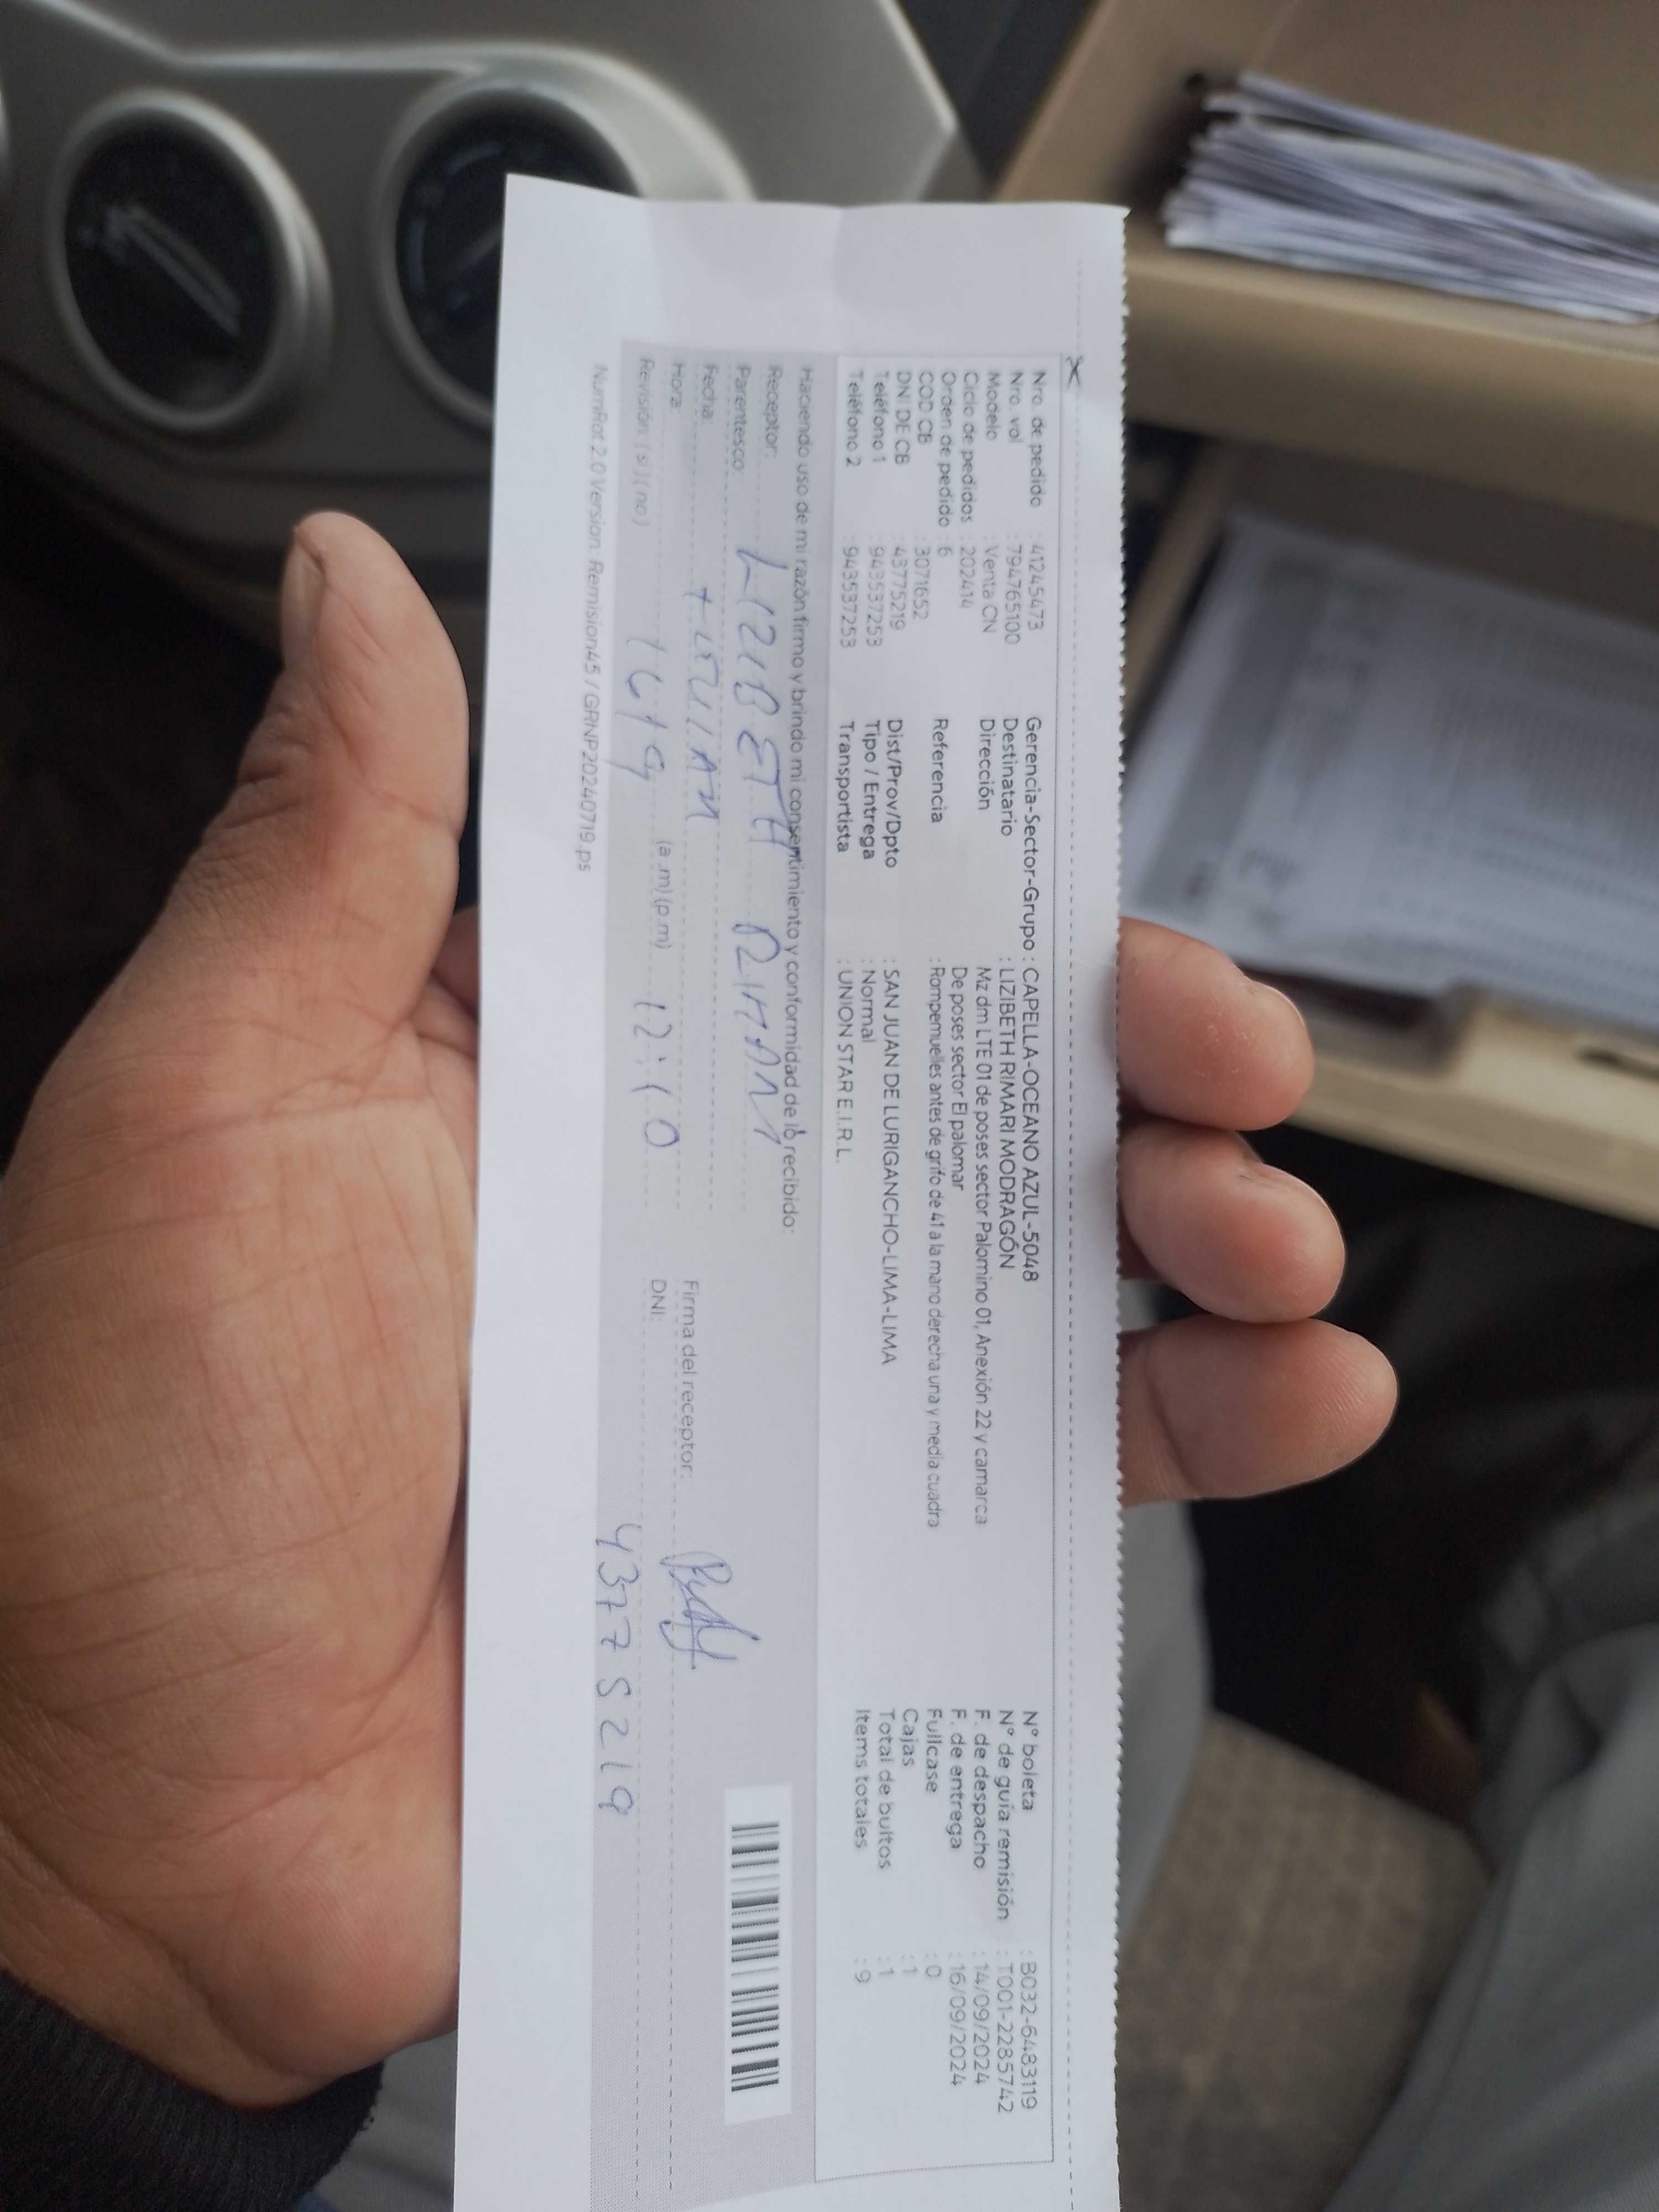 Nro. de pedido : 41245473
Nro. val : 794765100
Modelo : Venta CN
Ciclo de pedidos : 202414
Orden de pedido : 6
COD CB : 3071652
DNI DE CB : 43775219
Teléfono 1 : 943537253
Teléfono 2 : 943537253
Gerencia-Sector-Grupo : CAPELLA-OCEANO AZUL-5048
Destinatario : LIZIBETH RIMARI MODRAGÓN
Dirección Mz dm LTE 01 de poses sector Palomino 01, Anexión 22 y camarca
De poses sector El palomar
Referencia : Rompemuelles antes de grifo de 41 a la mano derecha una y media cuadra
Dist/Prov/Dpto : SAN JUAN DE LURIGANCHO-LIMA-LIMA
Tipo / Entrega : Normal
Transportista : UNION STAR E.I.R.L.
N° boleta : B032-6483119
N° de guía remisión : T001-2285742
F. de despacho : 14/09/2024
F. de entrega : 16/09/2024
Fullcase : 0
Cajas : 1
Total de bultos : 1
Items totales : 9
Haciendo uso de mi razón firmo y brindo mi consentimiento y conformidad de lo recibido:
Receptor: LIZIBETH RIMARI
Parentesco:
Fecha: 16/9
Hora: (a.m)(p.m) 12:10
Revisión (si)(no)
Firma del receptor:
DNI: 43775219
NumRot 2.0 Version: Remision45 / GRNP20240719.ps